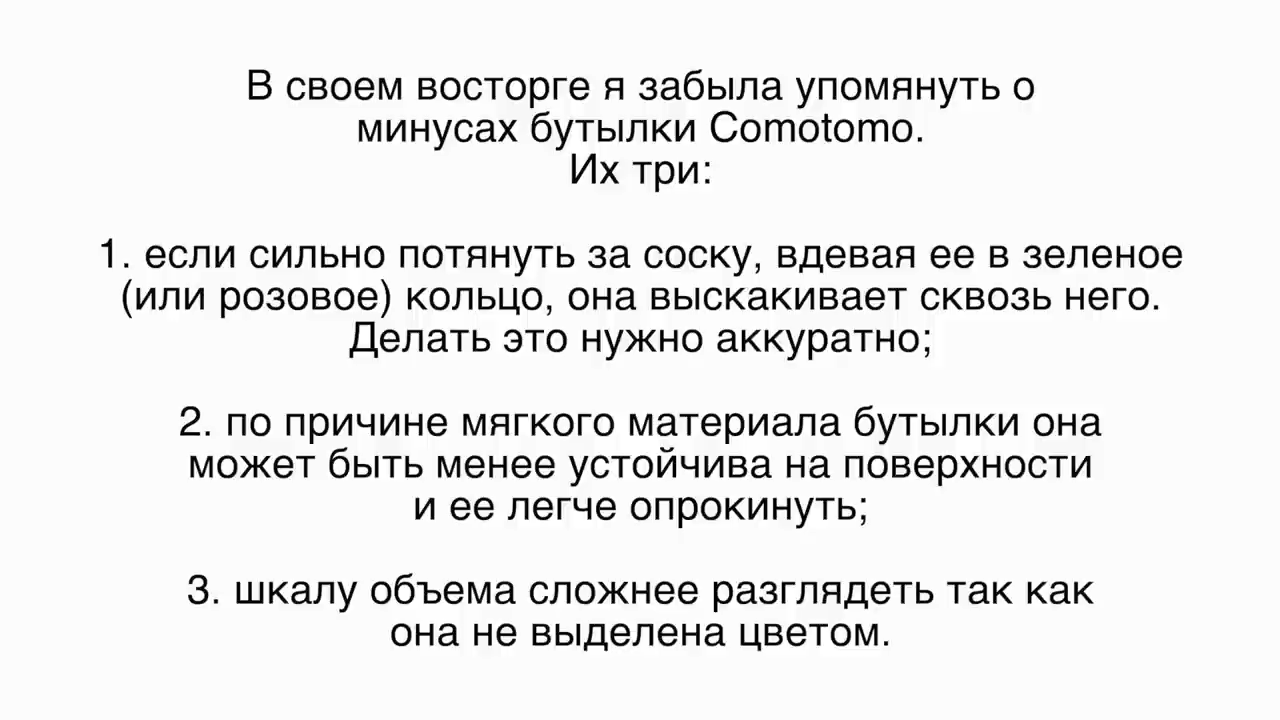 В своем восторге я забыла упомянуть о
минусах бутылки Comotomo.
Их три:
1. если сильно потянуть за соску, вдевая ее в зеленое
(или розовое) кольцо, она выскакивает сквозь него.
Делать это нужно аккуратно;
2. по причине мягкого материала бутылки она
может быть менее устойчива на поверхности
и ее легче опрокинуть;
3. шкалу объема сложнее разглядеть так как
она не выделена цветом.